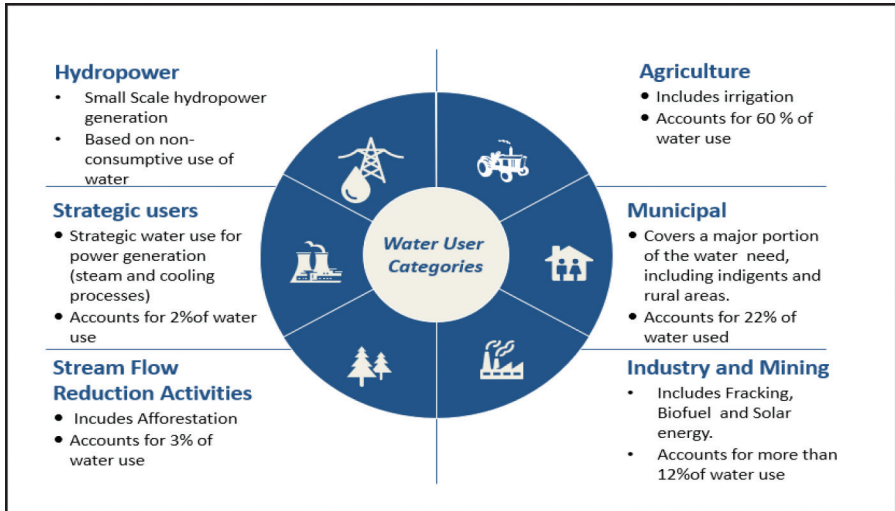 Hydropower
• Small Scale hydropower
generation
• Based on non-
consumptive use of
water
Strategic users
• Strategic water use for
power generation
(steam and cooling
processes)
• Accounts for 2%of water
use
Stream Flow
Reduction Activities
• Incudes Afforestation
• Accounts for 3% of
water use
Water User
Categories
Agriculture
• Includes irrigation
• Accounts for 60 % of
water use
Municipal
• Covers a major portion
of the water need,
including indigents and
rural areas.
• Accounts for 22% of
water used
Industry and Mining
• Includes Fracking,
Biofuel and Solar
energy.
• Accounts for more than
12%of water use